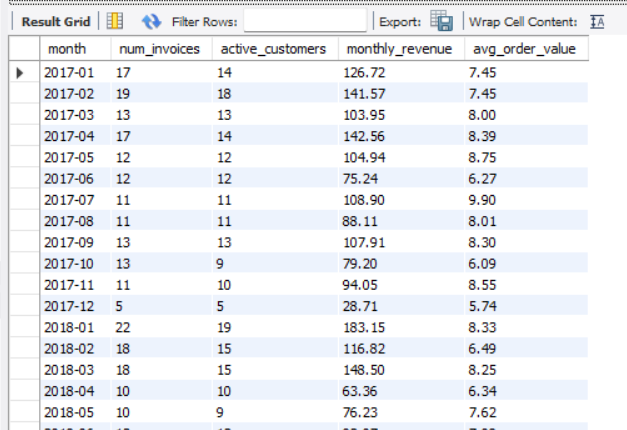 Result Grid Filter Rows: Export: Wrap Cell Content:
month num_invoices active_customers monthly_revenue avg_order_value
2017-01 17 14 126.72 7.45
2017-02 19 18 141.57 7.45
2017-03 13 13 103.95 8.00
2017-04 17 14 142.56 8.39
2017-05 12 12 104.94 8.75
2017-06 12 12 75.24 6.27
2017-07 11 11 108.90 9.90
2017-08 11 11 88.11 8.01
2017-09 13 13 107.91 8.30
2017-10 13 9 79.20 6.09
2017-11 11 10 94.05 8.55
2017-12 5 5 28.71 5.74
2018-01 22 19 183.15 8.33
2018-02 18 15 116.82 6.49
2018-03 18 15 148.50 8.25
2018-04 10 10 63.36 6.34
2018-05 10 9 76.23 7.62